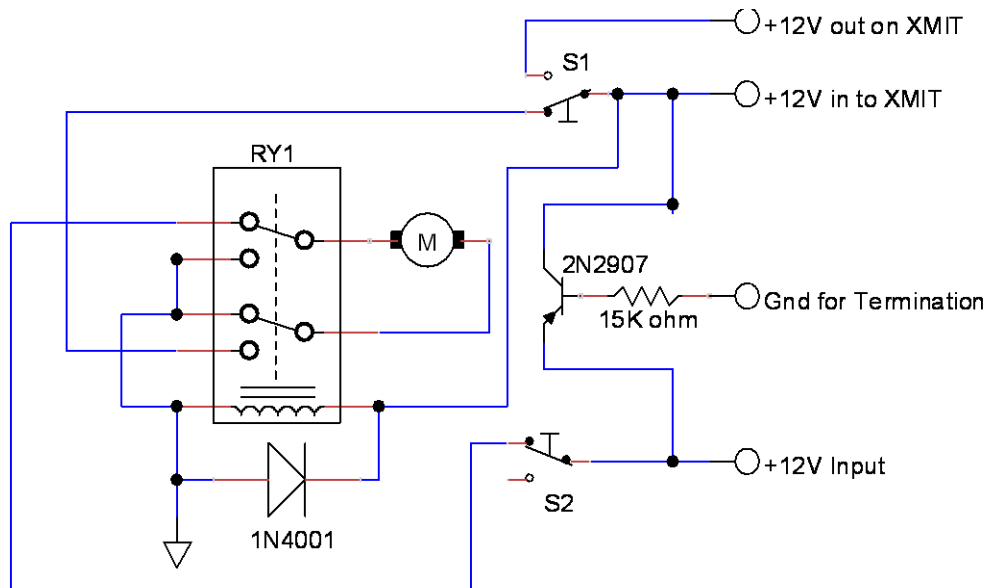 +12V out on XMIT
S1
+12V in to XMIT
RY1
M
2N2907
15K ohm
Gnd for Termination
+12V Input
S2
1N4001